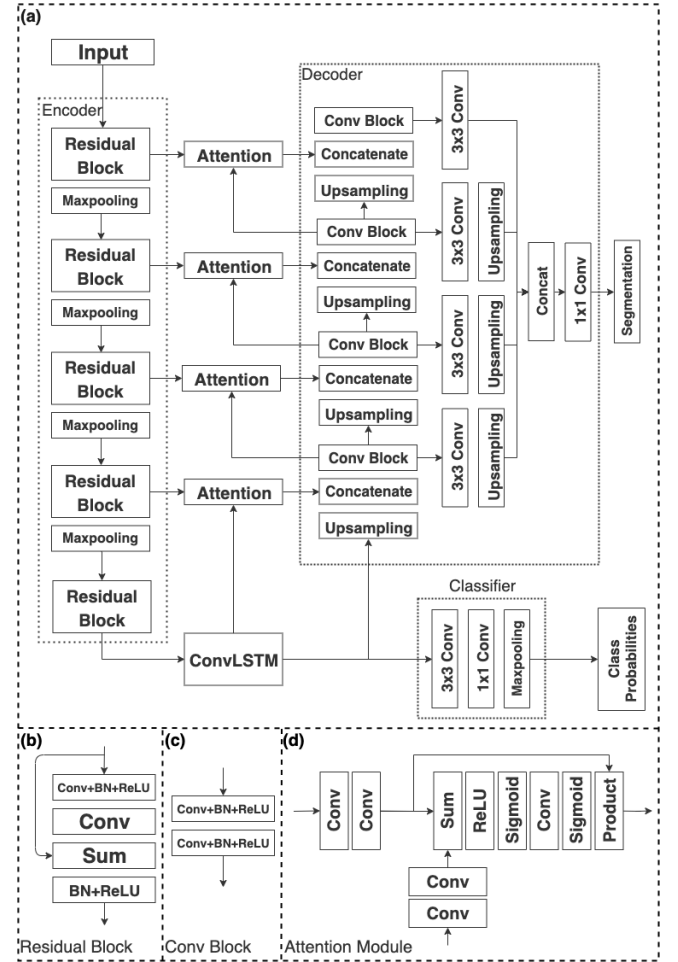 (a)
Input
Encoder
Residual
Block
Maxpooling
Residual
Block
Maxpooling
Residual
Block
Maxpooling
Residual
Block
Maxpooling
Residual
Block
Attention
Attention
Attention
Attention
ConvLSTM
Decoder
Conv Block
Concatenate
Upsampling
Conv Block
Concatenate
Upsampling
Conv Block
Concatenate
Upsampling
Conv Block
Concatenate
Upsampling
3x3 Conv
3x3 Conv
Upsampling
3x3 Conv
Upsampling
3x3 Conv
Upsampling
Concat
1x1 Conv
Segmentation
Classifier
3x3 Conv
1x1 Conv
Maxpooling
Class
Probabilities
(b)
Conv+BN+ReLU
Conv
Sum
BN+ReLU
Residual Block
(c)
Conv+BN+ReLU
Conv+BN+ReLU
Conv Block
(d)
Conv
Conv
Sum
ReLU
Sigmoid
Conv
Sigmoid
Product
Conv
Conv
Attention Module